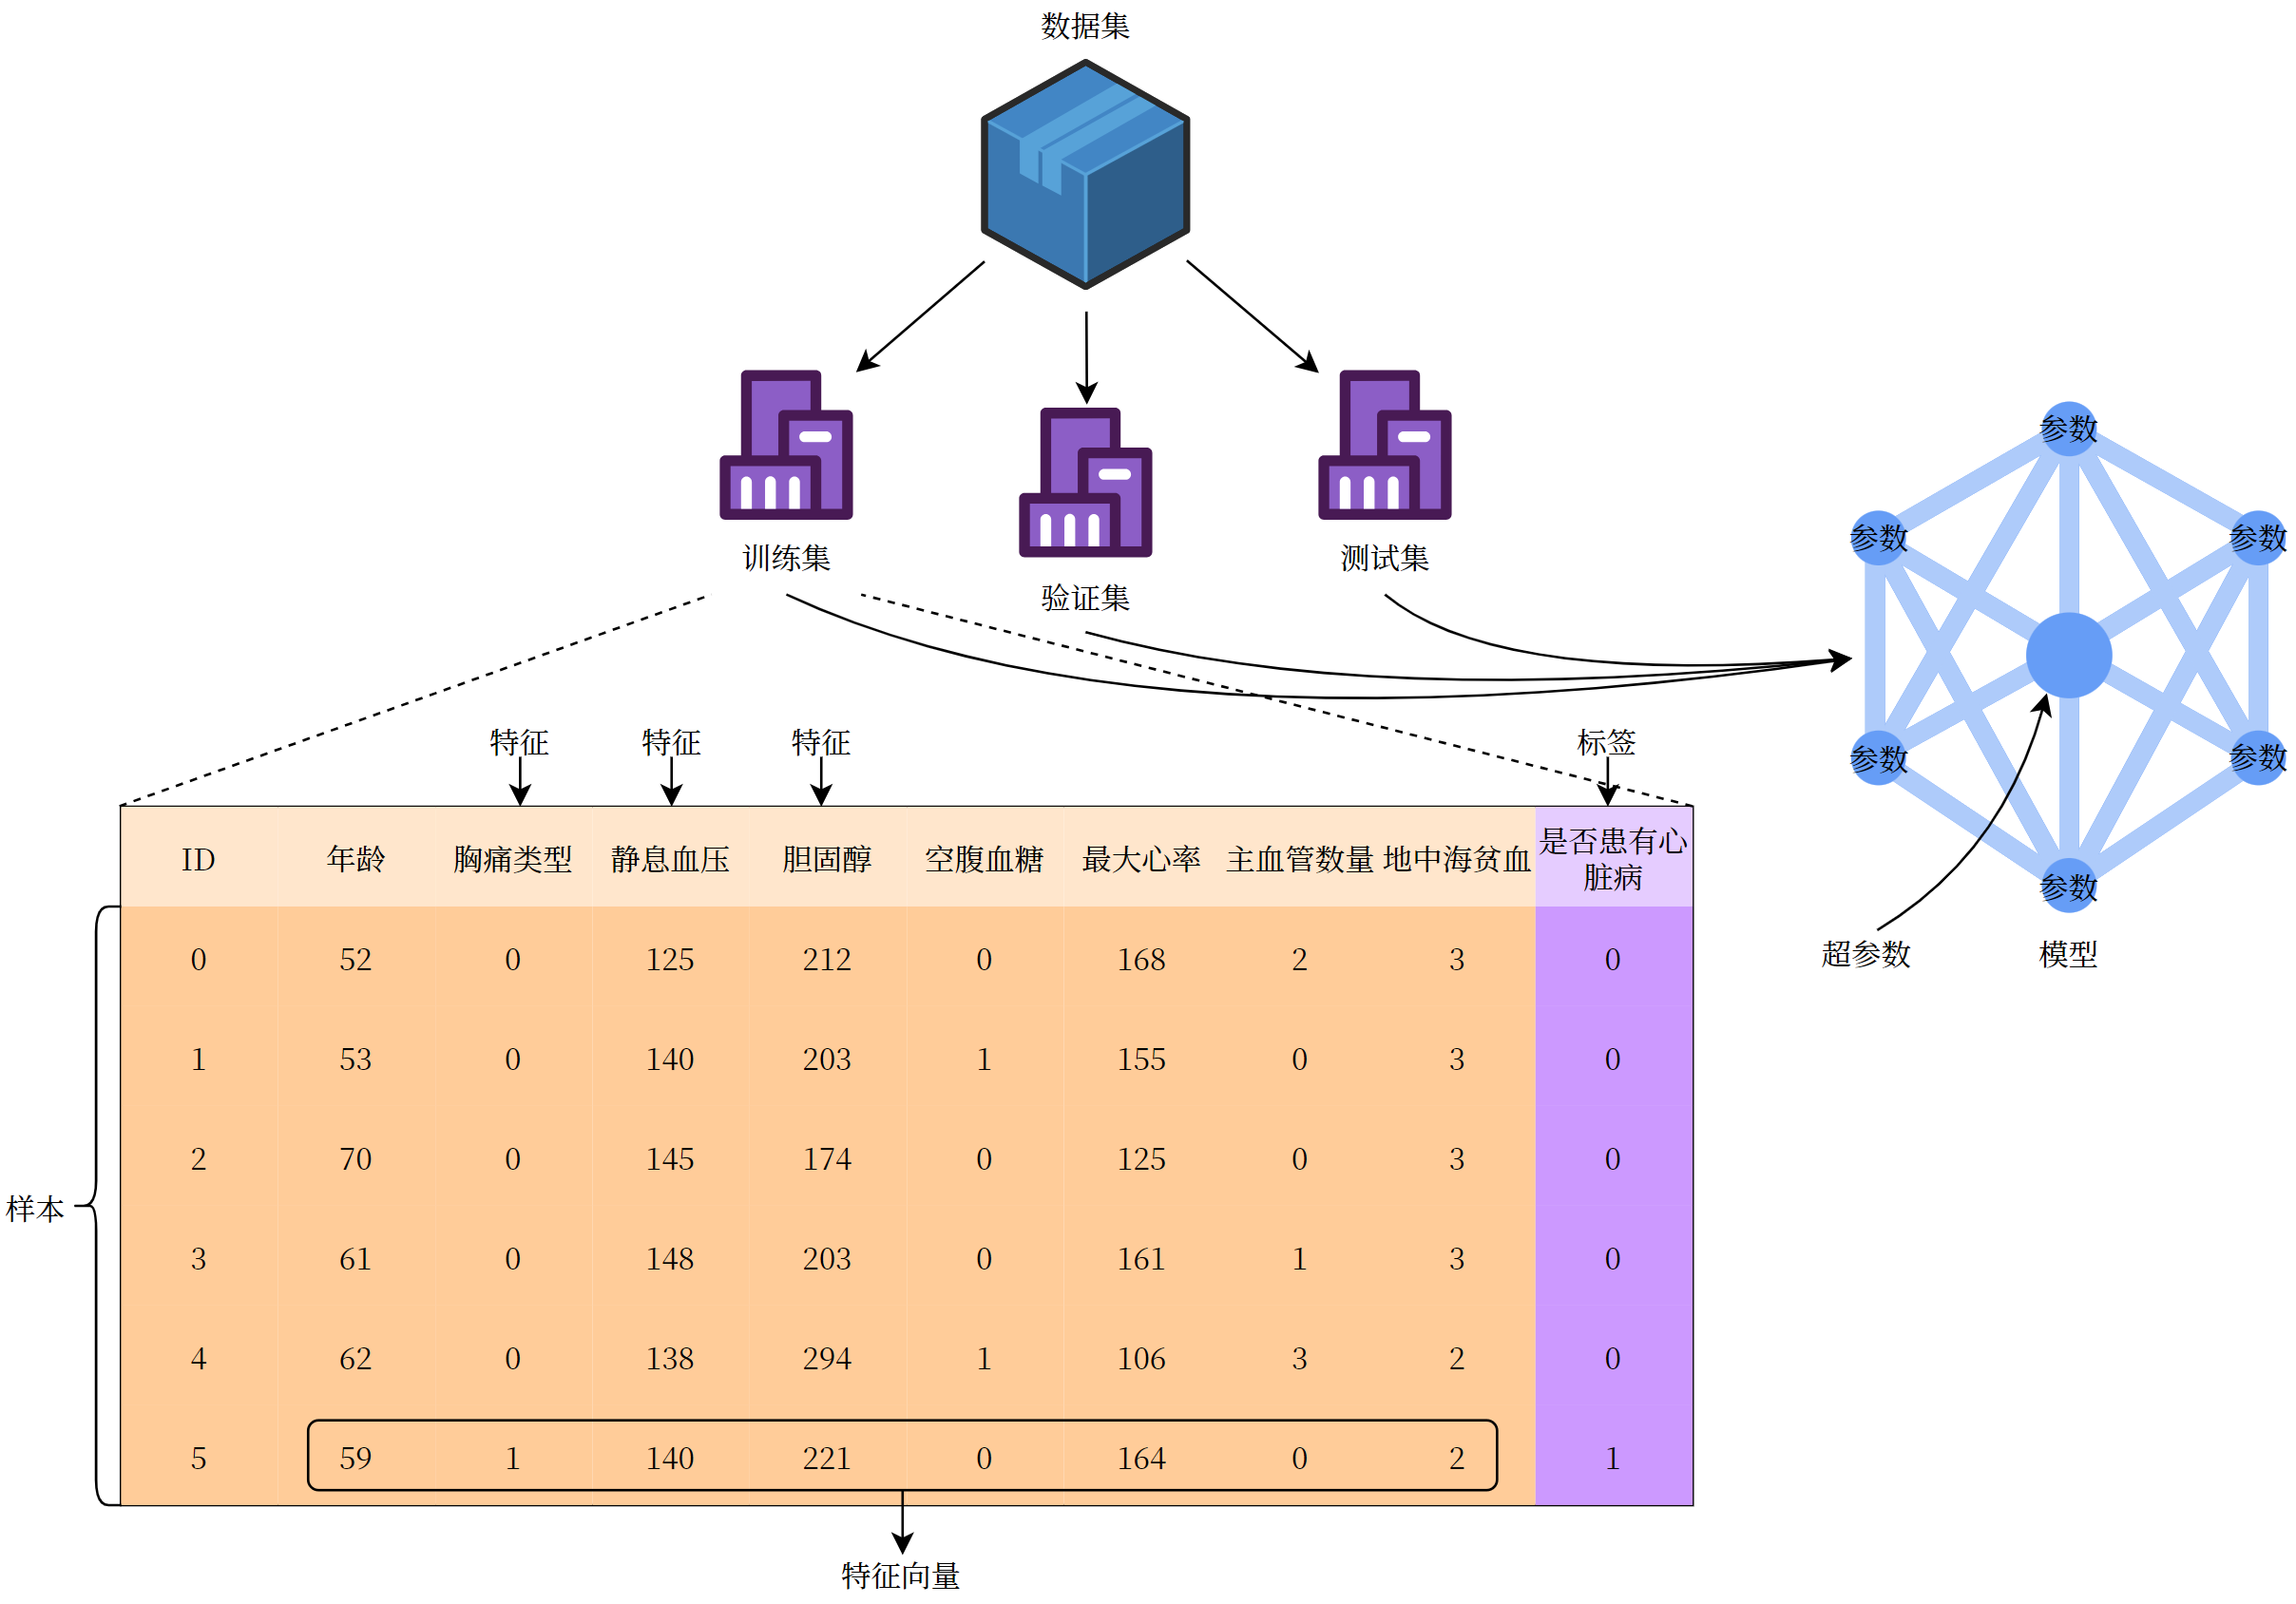 数据集
训练集
验证集
测试集
参数
参数
参数
参数
参数
参数
超参数
模型
特征
特征
特征
标签
ID 年龄 胸痛类型 静息血压 胆固醇 空腹血糖 最大心率 主血管数量 地中海贫血 是否患有心
脏病
0 52 0 125 212 0 168 2 3 0
1 53 0 140 203 1 155 0 3 0
2 70 0 145 174 0 125 0 3 0
3 61 0 148 203 0 161 1 3 0
4 62 0 138 294 1 106 3 2 0
5 59 1 140 221 0 164 0 2 1
样本
特征向量